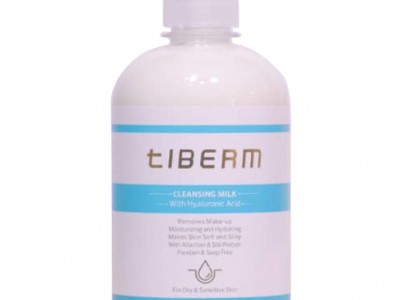 tIBERM
CLEANSING MILK
With Hyaluronic Acid
Removes Make-up
Moisturizing and Hydrating
Makes Skin Soft and Silky
With Allantoin & Silk Protein
Paraben & Soap Free
For Dry & Sensitive Skin